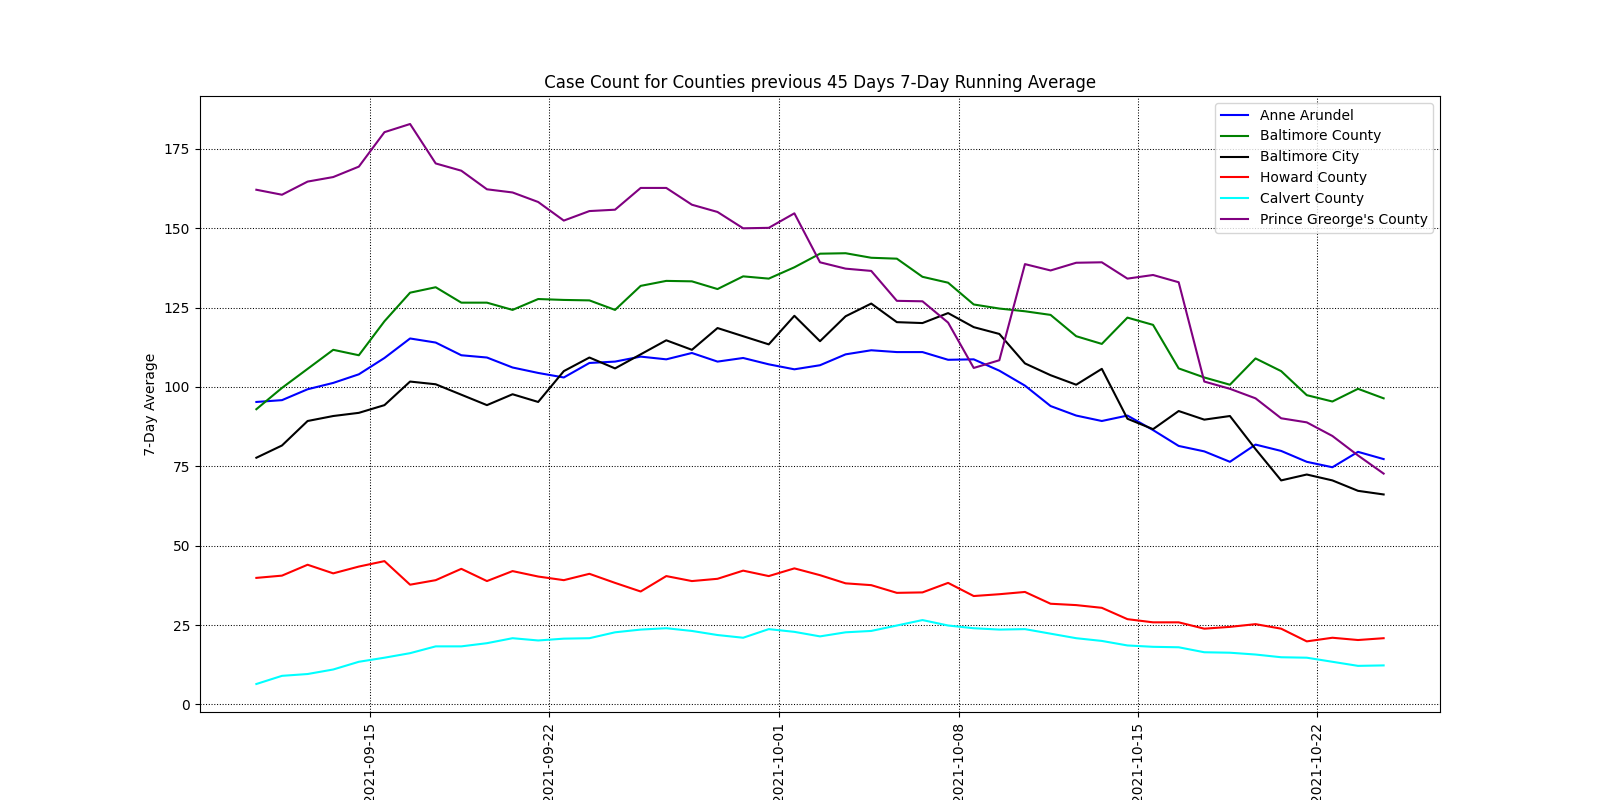 Case Count for Counties previous 45 Days 7-Day Running Average
Anne Arundel
Baltimore County
Baltimore City
Howard County
Calvert County
Prince Greorge's County
7-Day Average
175
150
125
100
75
50
25
0
2021-09-15
2021-09-22
2021-10-01
2021-10-08
2021-10-15
2021-10-22